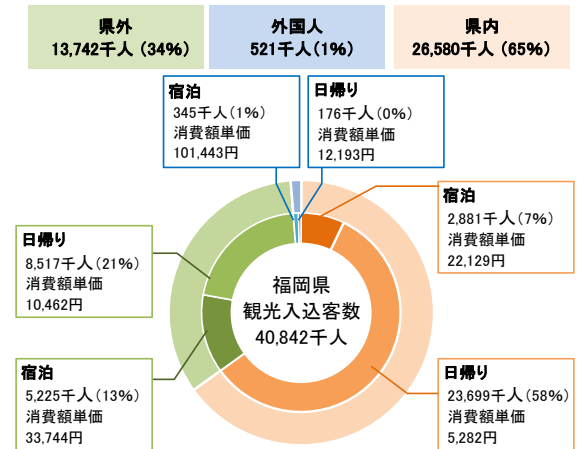 県外
13,742千人 (34%)
外国人
521千人(1%)
県内
26,580千人 (65%)
宿泊
345千人(1%)
消費額単価
101,443円
日帰り
176千人(0%)
消費額単価
12,193円
宿泊
2,881千人(7%)
消費額単価
22,129円
日帰り
8,517千人(21%)
消費額単価
10,462円
福岡県
観光入込客数
40,842千人
宿泊
5,225千人(13%)
消費額単価
33,744円
日帰り
23,699千人(58%)
消費額単価
5,282円